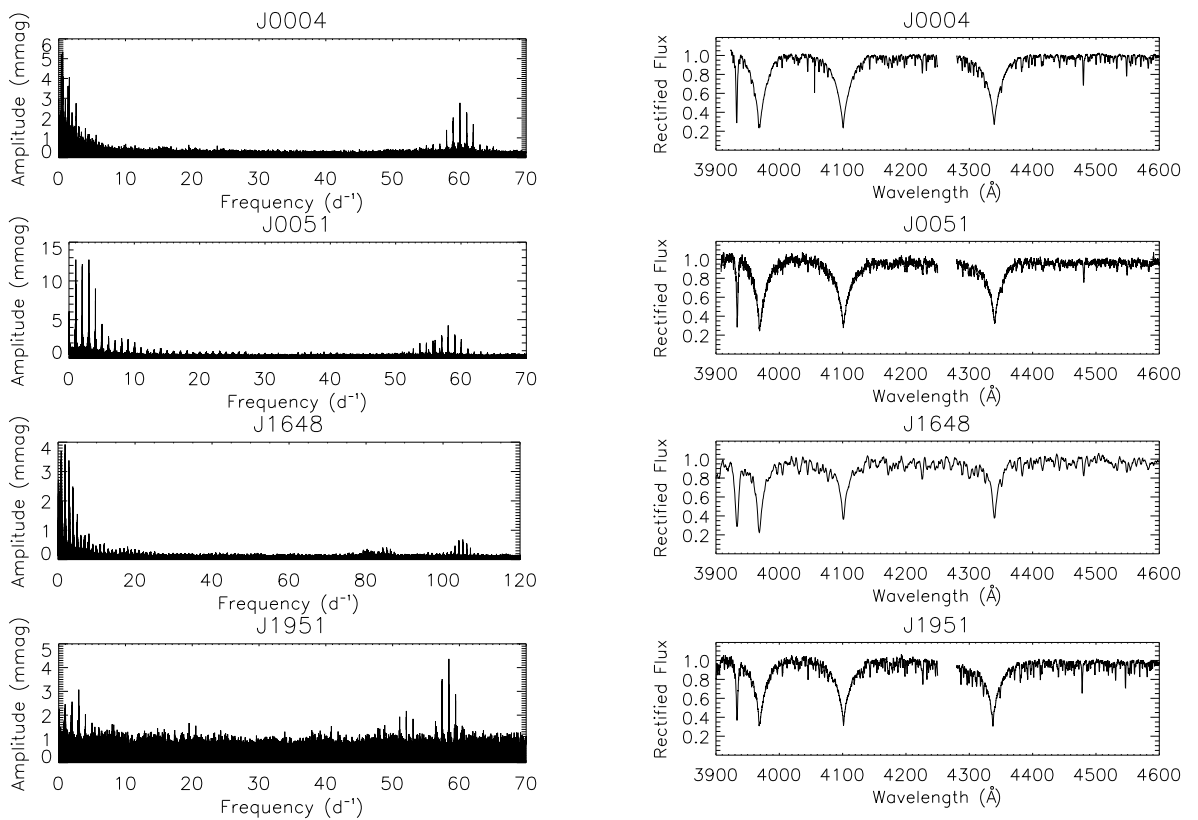 J0004
Amplitude (mmag)
6
5
4
3
2
1
0
0 10 20 30 40 50 60 70
Frequency (d⁻¹)
J0004
Rectified Flux
1.0
0.8
0.6
0.4
0.2
3900 4000 4100 4200 4300 4400 4500 4600
Wavelength (Å)
J0051
Amplitude (mmag)
15
10
5
0
0 10 20 30 40 50 60 70
Frequency (d⁻¹)
J0051
Rectified Flux
1.0
0.8
0.6
0.4
0.2
3900 4000 4100 4200 4300 4400 4500 4600
Wavelength (Å)
J1648
Amplitude (mmag)
4
3
2
1
0
0 20 40 60 80 100 120
Frequency (d⁻¹)
J1648
Rectified Flux
1.0
0.8
0.6
0.4
0.2
3900 4000 4100 4200 4300 4400 4500 4600
Wavelength (Å)
J1951
Amplitude (mmag)
5
4
3
2
1
0
0 10 20 30 40 50 60 70
Frequency (d⁻¹)
J1951
Rectified Flux
1.0
0.8
0.6
0.4
0.2
3900 4000 4100 4200 4300 4400 4500 4600
Wavelength (Å)